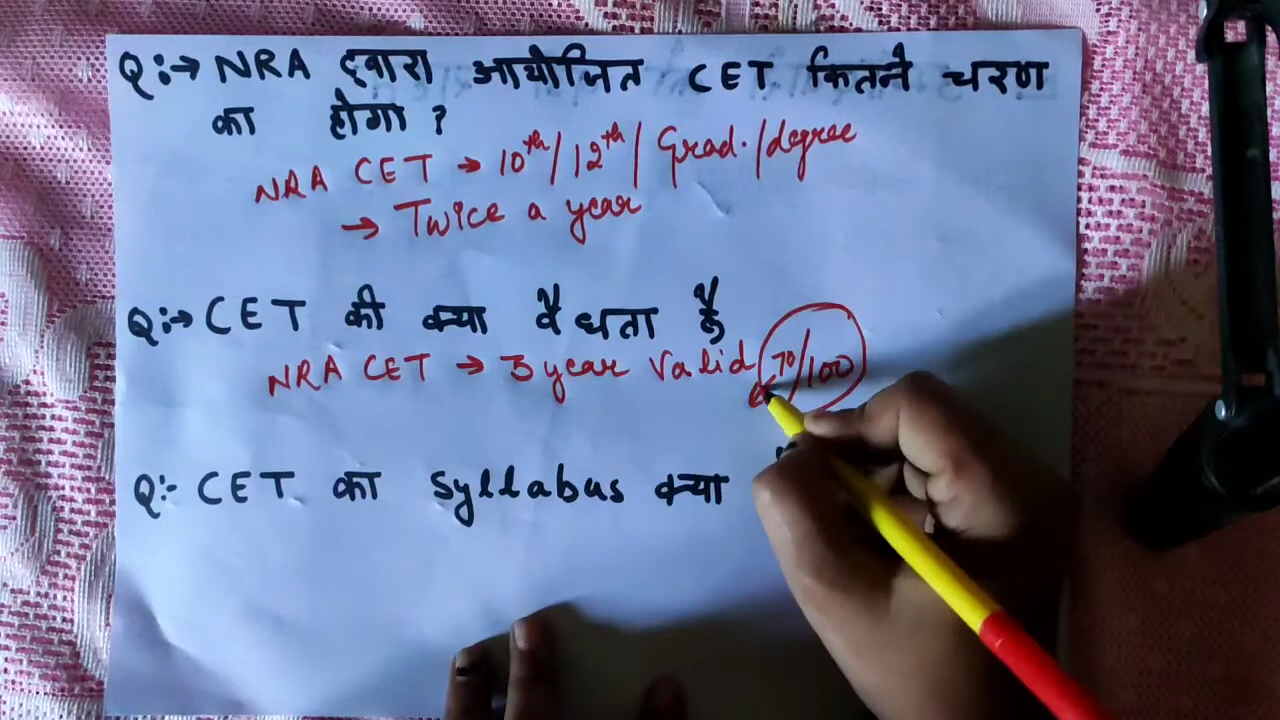 Q:→ NRA द्वारा आयोजित CET कितने चरण
का होगा ?
NRA CET → 10th/12th/Grad./degree
→ Twice a year
Q:→ CET की क्या वैधता है
NRA CET → 3 year Valid 70/100
Q:- CET का Syllabus क्या